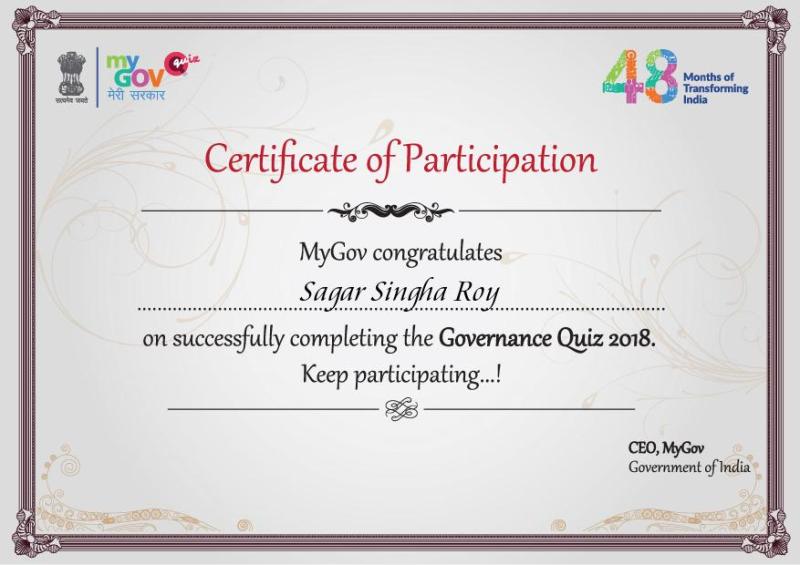 सत्यमेव जयते
my
GOV
quiz
मेरी सरकार
48
Months of
Transforming
India
Certificate of Participation
MyGov congratulates
Sagar Singha Roy
on successfully completing the Governance Quiz 2018.
Keep participating...!
CEO, MyGov
Government of India